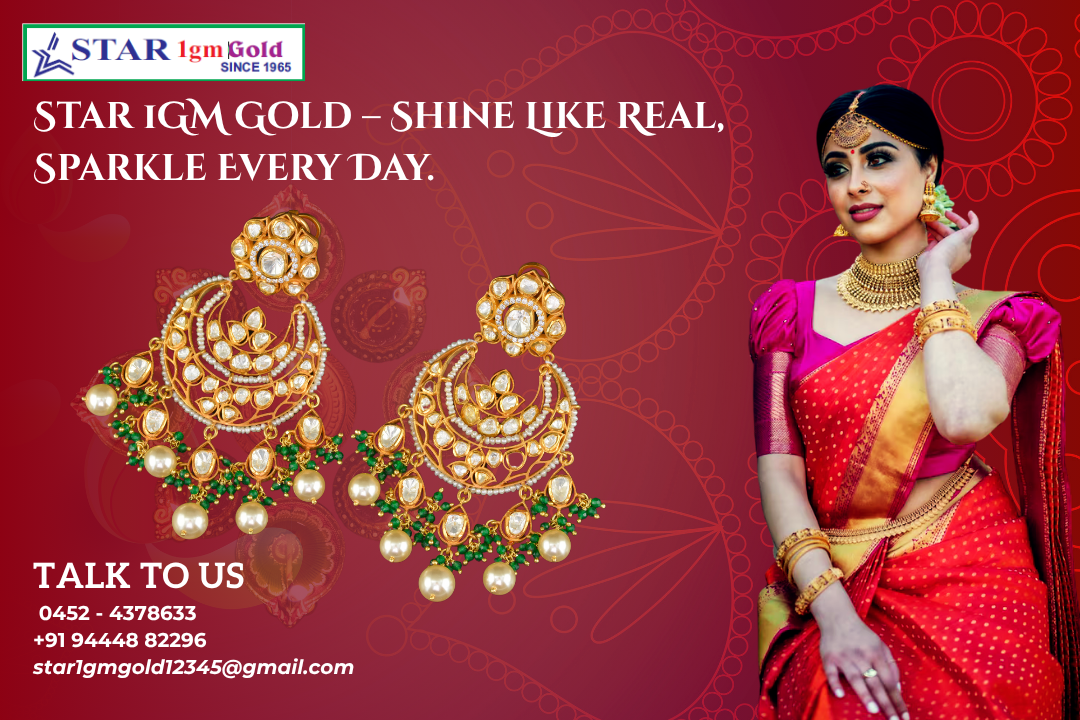 STAR 1gm Gold
SINCE 1965
Star 1gm Gold – Shine Like Real,
Sparkle Every Day.
TALK TO US
0452 - 4378633
+91 94448 82296
star1gmgold12345@gmail.com